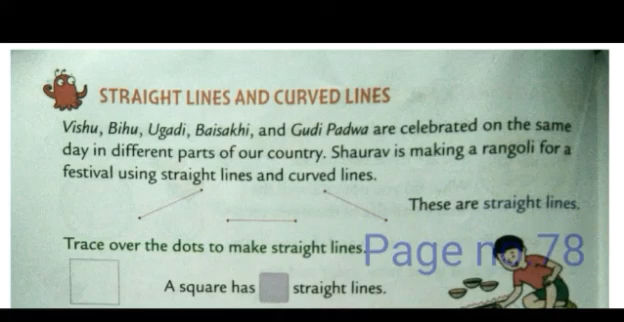 STRAIGHT LINES AND CURVED LINES
Vishu, Bihu, Ugadi, Baisakhi, and Gudi Padwa are celebrated on the same
day in different parts of our country. Shaurav is making a rangoli for a
festival using straight lines and curved lines.
These are straight lines.
Trace over the dots to make straight lines.
Page no 78
A square has straight lines.